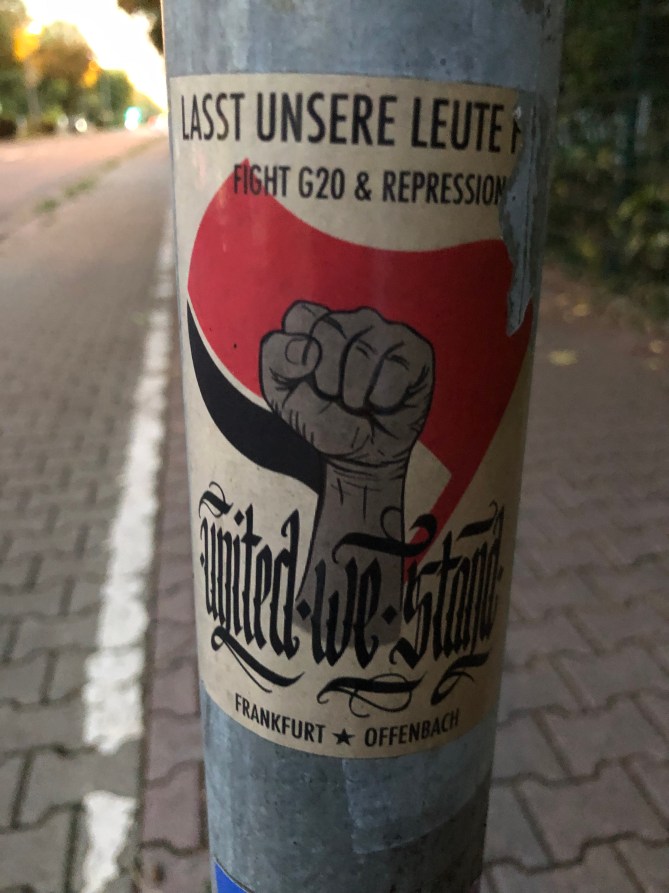 LASST UNSERE LEUTE
FIGHT G20 & REPRESSION
united·we·stand
FRANKFURT ★ OFFENBACH